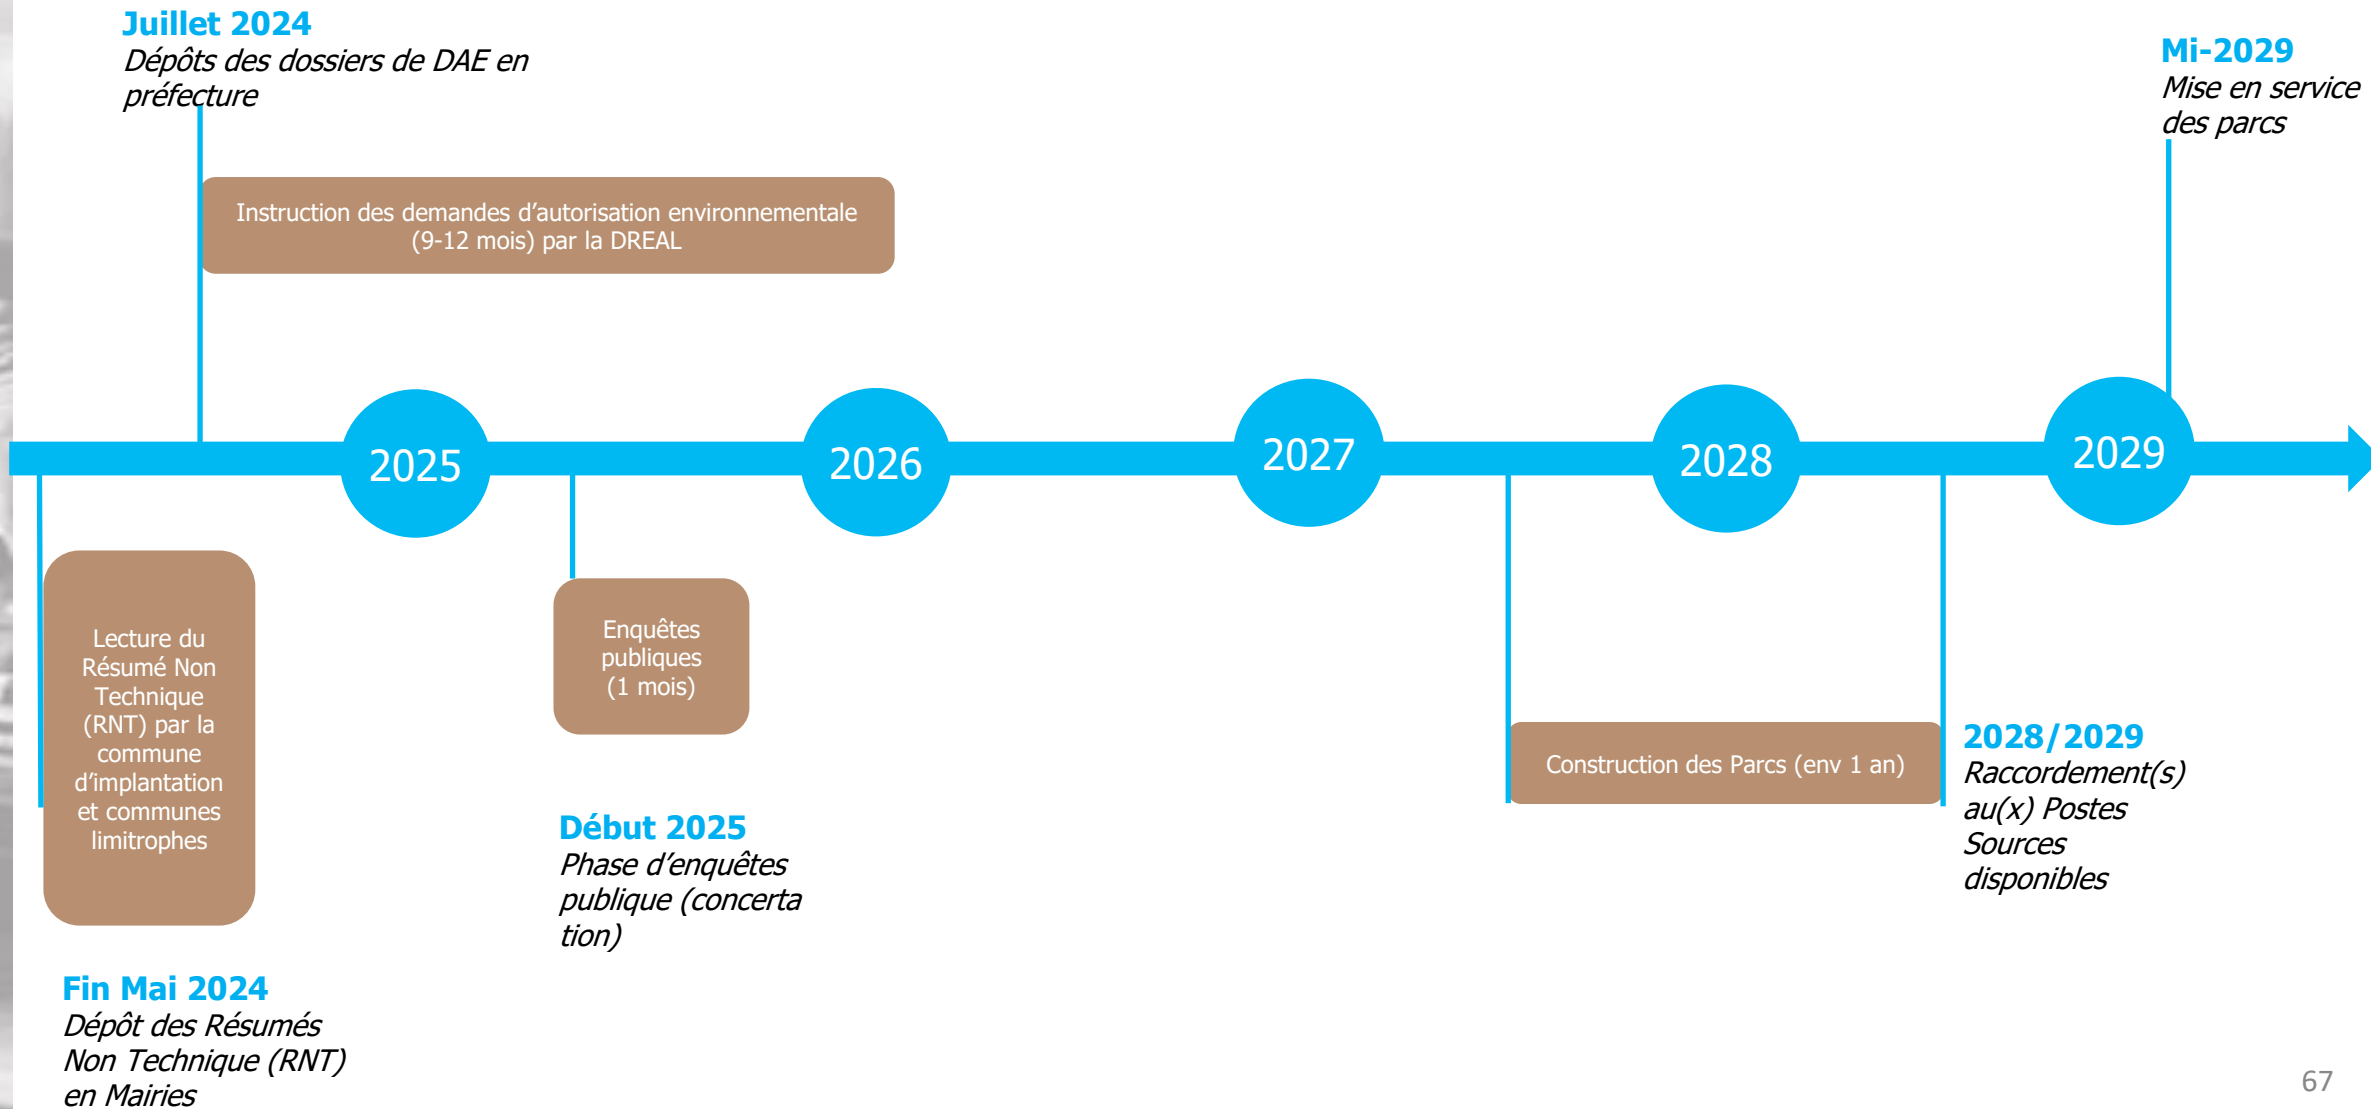 Juillet 2024
Dépôts des dossiers de DAE en
préfecture
Mi-2029
Mise en service
des parcs
Instruction des demandes d’autorisation environnementale
(9-12 mois) par la DREAL
2025
2026
2027
2028
2029
Lecture du
Résumé Non
Technique
(RNT) par la
commune
d’implantation
et communes
limitrophes
Enquêtes
publiques
(1 mois)
Construction des Parcs (env 1 an)
2028/2029
Raccordement(s)
au(x) Postes
Sources
disponibles
Début 2025
Phase d’enquêtes
publique (concerta
tion)
Fin Mai 2024
Dépôt des Résumés
Non Technique (RNT)
en Mairies
67